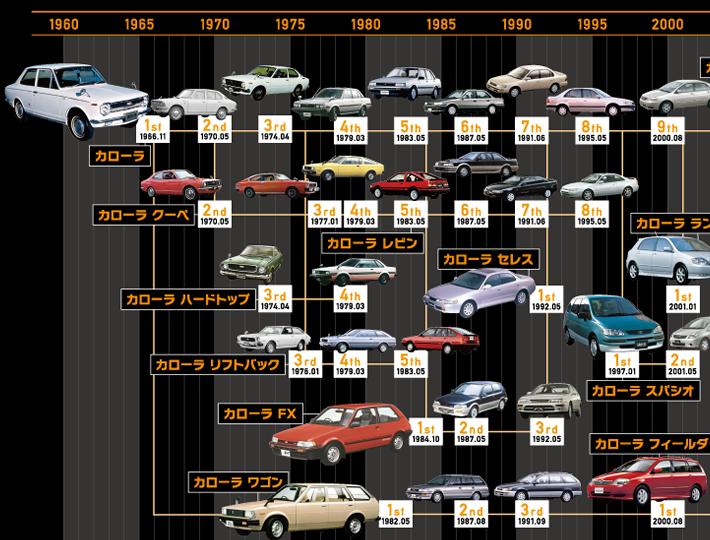 1960 1965 1970 1975 1980 1985 1990 1995 2000
1st 1966.11
2nd 1970.05
3rd 1974.04
4th 1979.03
5th 1983.05
6th 1987.05
7th 1991.06
8th 1995.05
9th 2000.08
カローラ
カローラ クーペ
2nd 1970.05
3rd 1977.01
4th 1979.03
5th 1983.05
6th 1987.05
7th 1991.06
8th 1995.05
カローラ レビン
カローラ セレス
カローラ ラン
カローラ ハードトップ
3rd 1974.04
4th 1979.03
1st 1992.05
1st 2001.01
カローラ リフトバック
3rd 1976.01
4th 1979.03
5th 1983.05
1st 1997.01
2nd 2001.05
カローラ スパシオ
カローラ FX
1st 1984.10
2nd 1987.05
3rd 1992.05
カローラ フィールダ
カローラ ワゴン
1st 1982.05
2nd 1987.08
3rd 1991.09
1st 2000.08